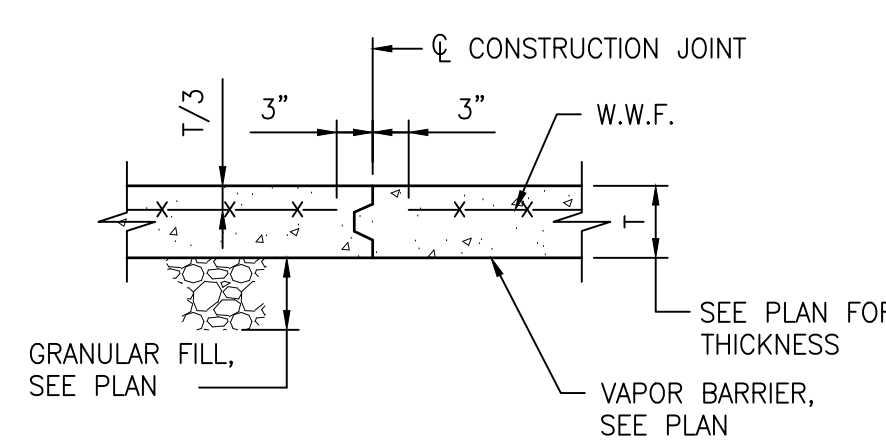 ℄ CONSTRUCTION JOINT
T/3
3"
3"
W.W.F.
T
SEE PLAN FOR
THICKNESS
GRANULAR FILL,
SEE PLAN
VAPOR BARRIER,
SEE PLAN